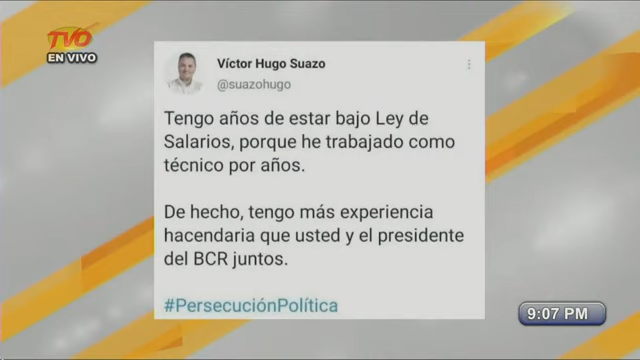 TVO
EN VIVO
Víctor Hugo Suazo
@suazohugo
Tengo años de estar bajo Ley de
Salarios, porque he trabajado como
técnico por años.
De hecho, tengo más experiencia
hacendaria que usted y el presidente
del BCR juntos.
#PersecuciónPolítica
9:07 PM